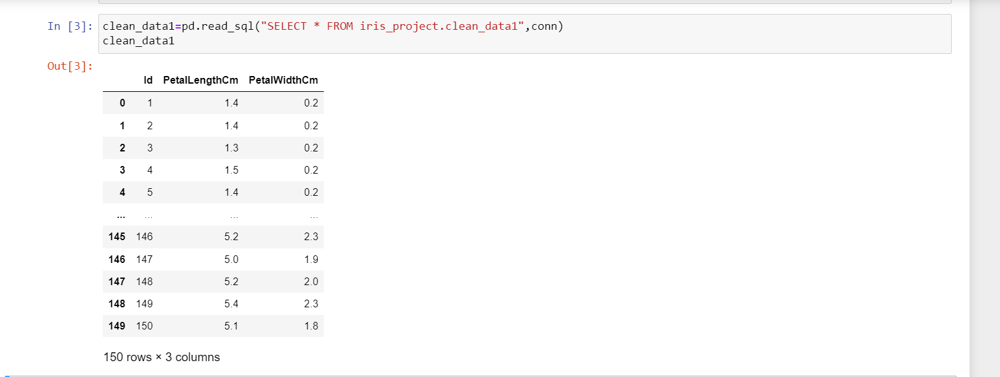 In [3]: clean_data1=pd.read_sql("SELECT * FROM iris_project.clean_data1",conn)
clean_data1
Out[3]:
Id PetalLengthCm PetalWidthCm
0 1 1.4 0.2
1 2 1.4 0.2
2 3 1.3 0.2
3 4 1.5 0.2
4 5 1.4 0.2
... ... ... ...
145 146 5.2 2.3
146 147 5.0 1.9
147 148 5.2 2.0
148 149 5.4 2.3
149 150 5.1 1.8
150 rows × 3 columns